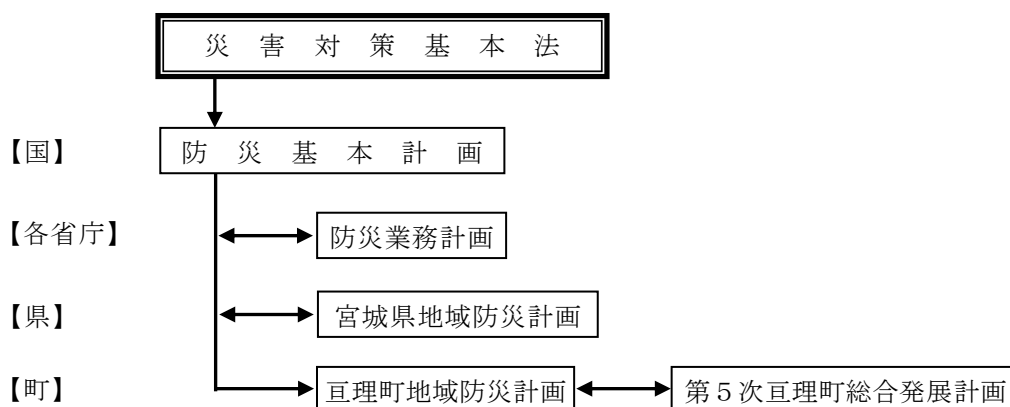 災害対策基本法
【国】 防災基本計画
【各省庁】 防災業務計画
【県】 宮城県地域防災計画
【町】 亘理町地域防災計画 第５次亘理町総合発展計画